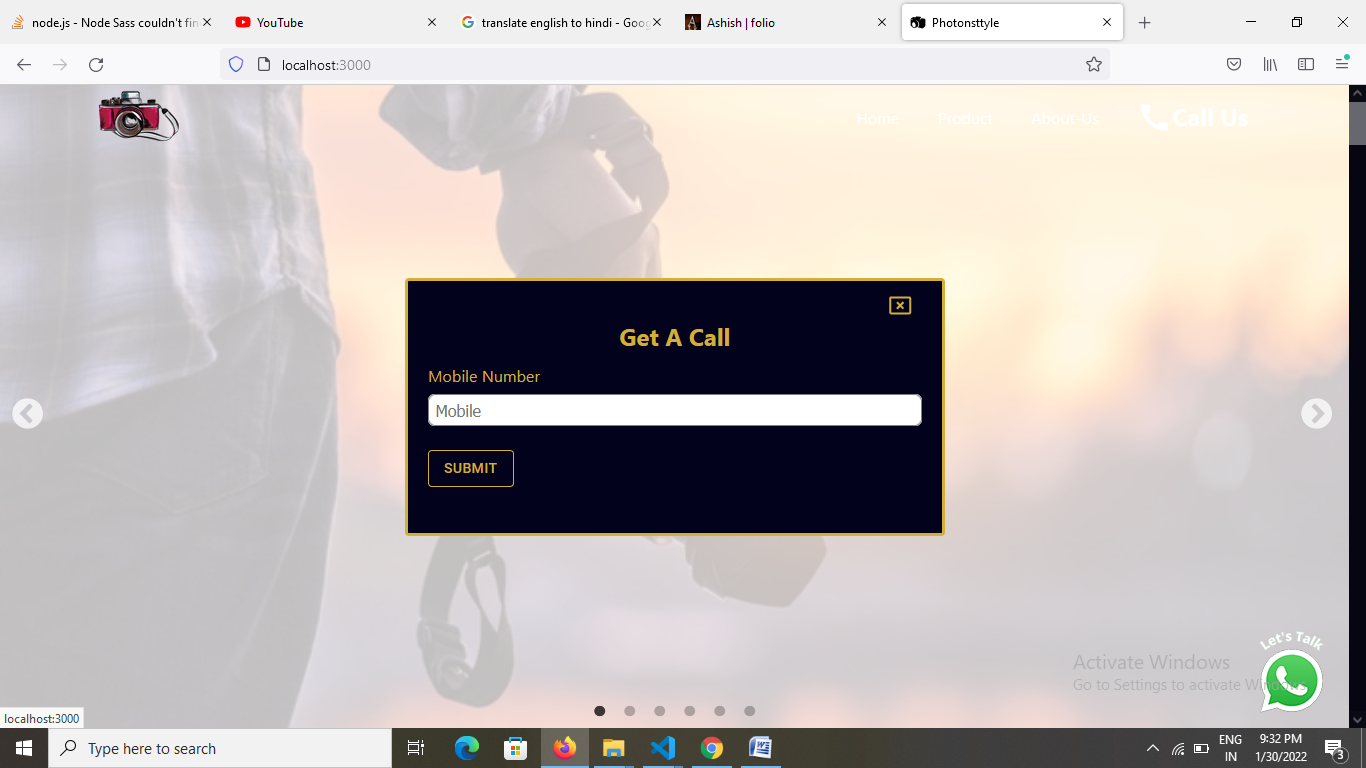 node.js - Node Sass couldn't fin
YouTube
translate english to hindi - Goog
Ashish | folio
Photonsttyle
localhost:3000
Home Product About-Us Call Us
Get A Call
Mobile Number
Mobile
SUBMIT
Let's Talk
Activate Windows
Go to Settings to activate Windows.
localhost:3000
Type here to search
ENG
IN
9:32 PM
1/30/2022
3